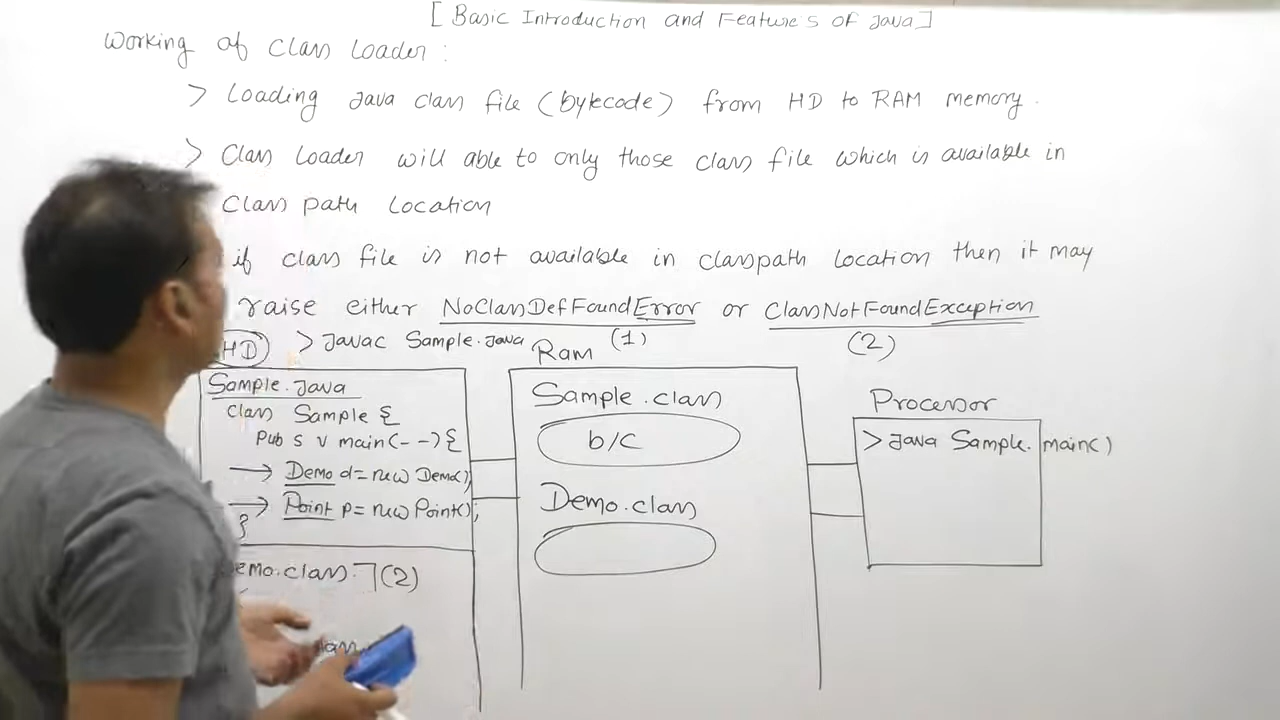 [ Basic Introduction and Feature's of Java ]
Working of Class Loader :
> Loading Java class file (bytecode) from HD to RAM memory.
> Class Loader will able to only those class file which is available in
Class path Location
if class file is not available in classpath location then it may
raise either NoClassDefFoundError or ClassNotFoundException
(1) (2)
HD > Javac Sample.Java
Sample.Java
Class Sample {
Pub s v main(- -) {
→ Demo d = new Demo();
→ Point p = new Point();
}
emo.class (2)
Ram
Sample.class
b/c
Demo.class
Processor
> Java Sample. main()